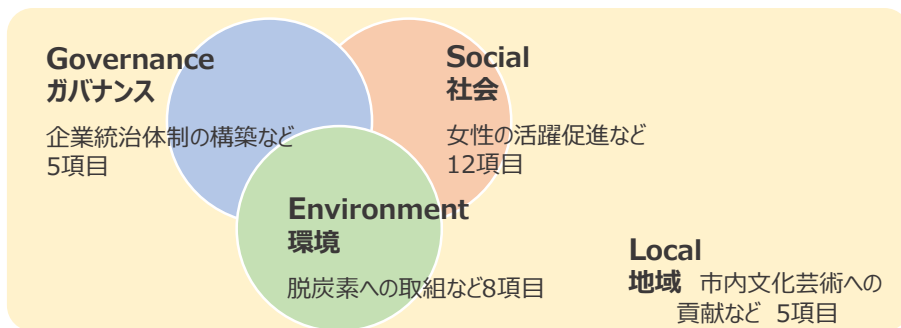 Governance
ガバナンス
企業統治体制の構築など
5項目
Social
社会
女性の活躍促進など
12項目
Environment
環境
脱炭素への取組など8項目
Local
地域 市内文化芸術への
貢献など 5項目